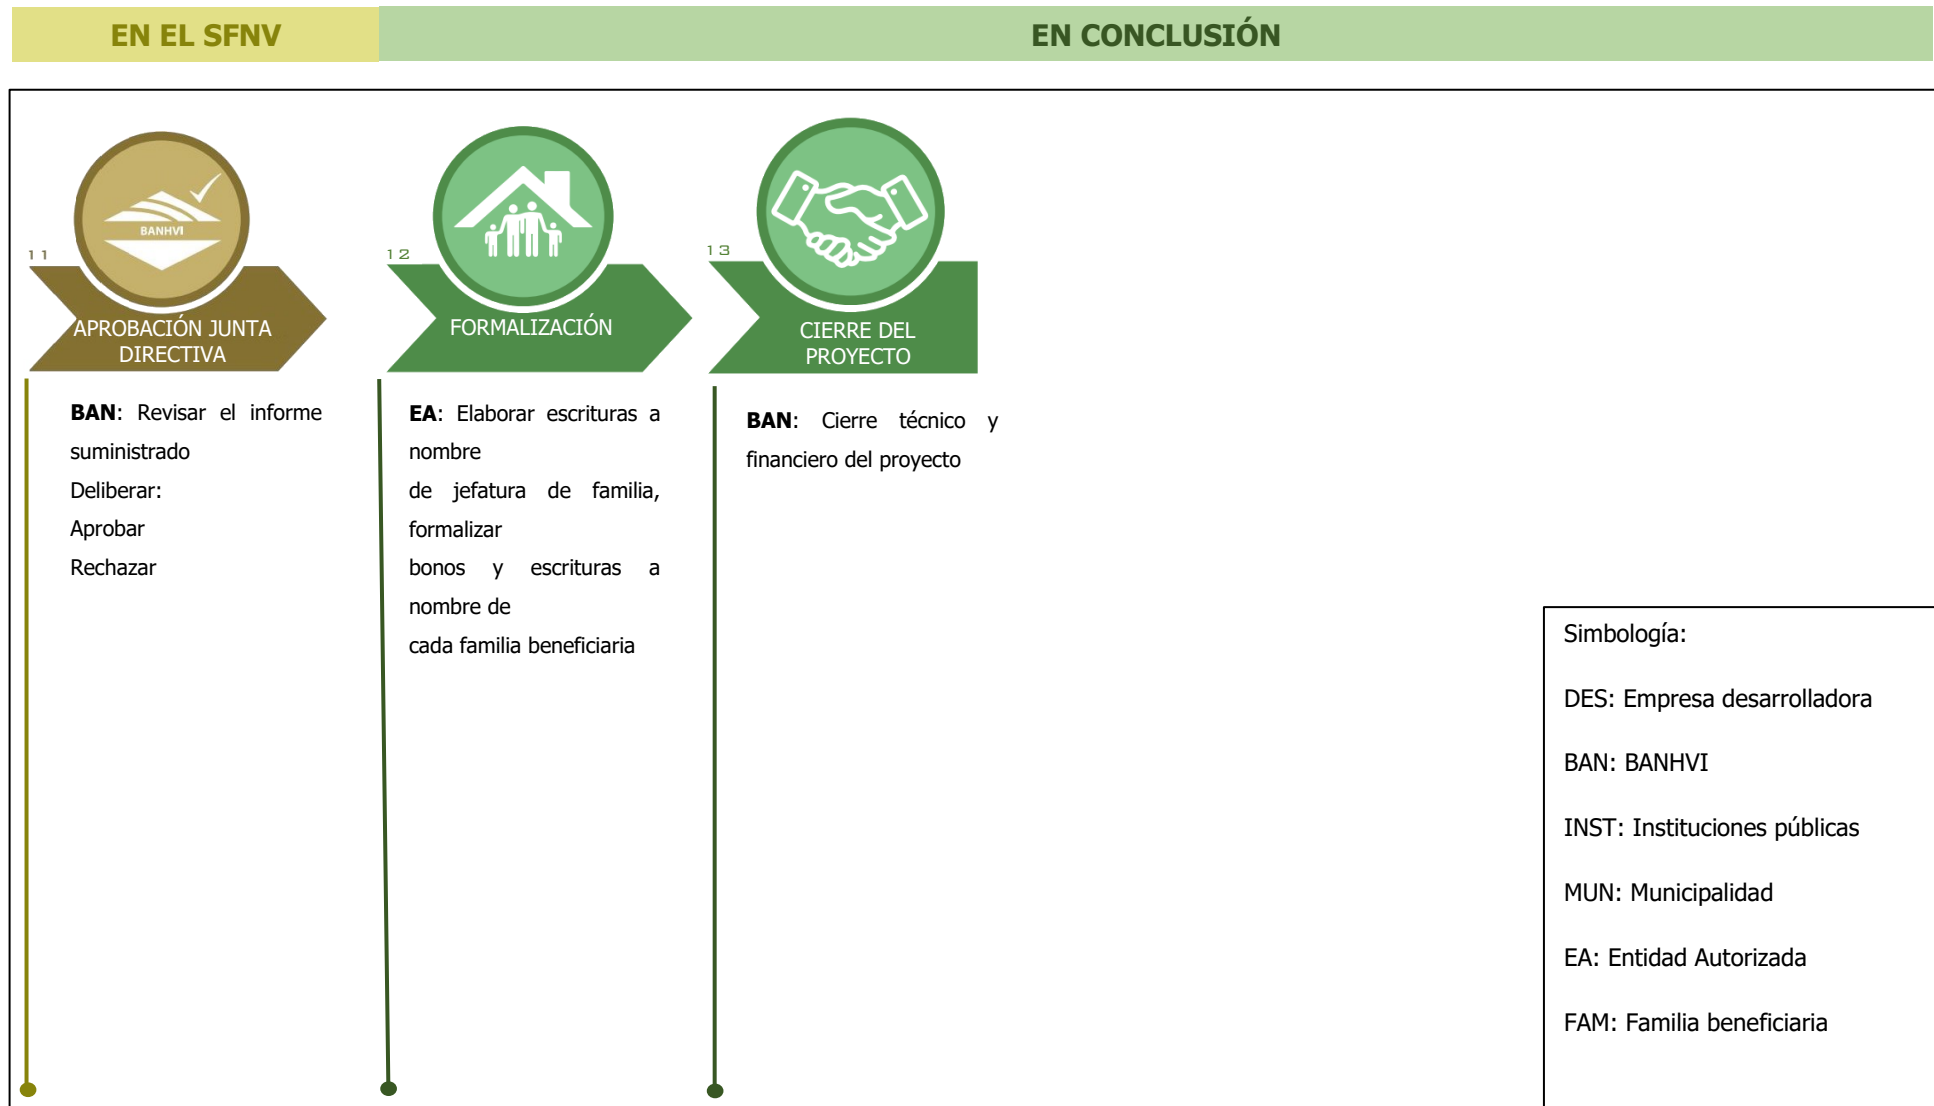 EN EL SFNV
EN CONCLUSIÓN
BANHVI
11
APROBACIÓN JUNTA
DIRECTIVA
BAN: Revisar el informe
suministrado
Deliberar:
Aprobar
Rechazar
12
FORMALIZACIÓN
EA: Elaborar escrituras a
nombre
de jefatura de familia,
formalizar
bonos y escrituras a
nombre de
cada familia beneficiaria
13
CIERRE DEL
PROYECTO
BAN: Cierre técnico y
financiero del proyecto
Simbología:
DES: Empresa desarrolladora
BAN: BANHVI
INST: Instituciones públicas
MUN: Municipalidad
EA: Entidad Autorizada
FAM: Familia beneficiaria